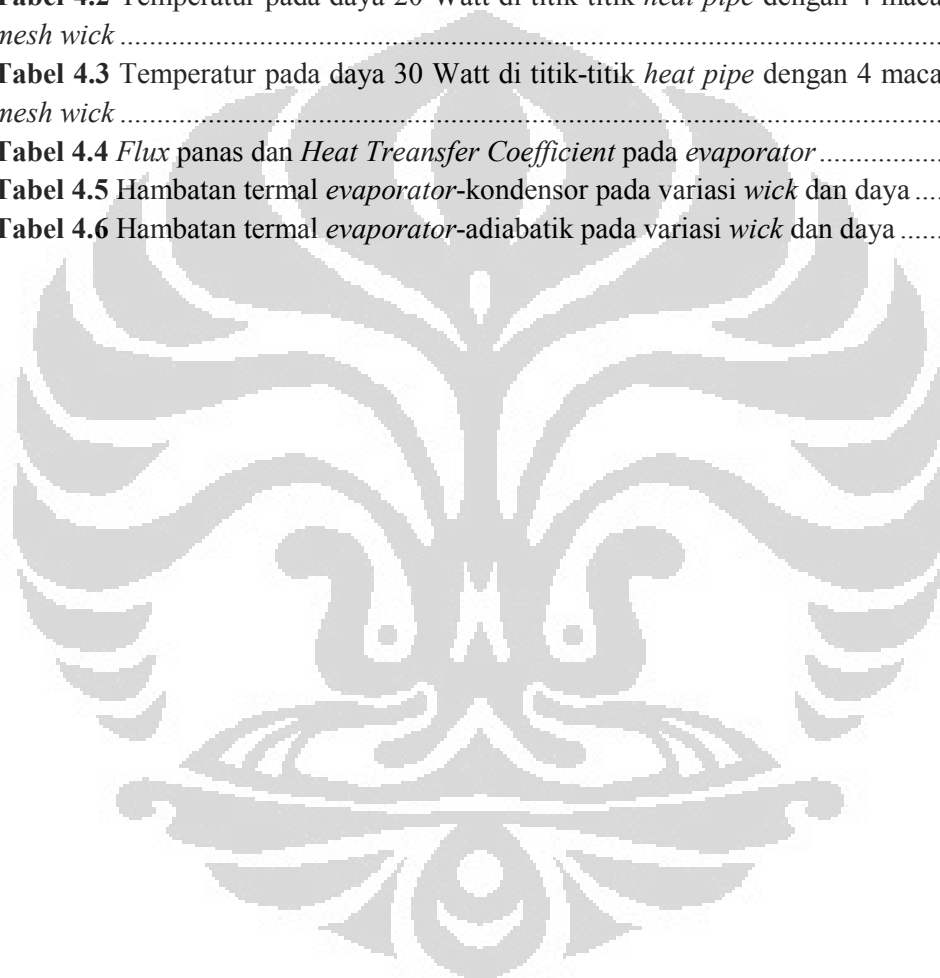 Tabel 4.2 Temperatur pada daya 20 Watt di titik-titik heat pipe dengan 4 maca
mesh wick ..........................................................................................................
Tabel 4.3 Temperatur pada daya 30 Watt di titik-titik heat pipe dengan 4 maca
mesh wick ..........................................................................................................
Tabel 4.4 Flux panas dan Heat Treansfer Coefficient pada evaporator ................
Tabel 4.5 Hambatan termal evaporator-kondensor pada variasi wick dan daya ....
Tabel 4.6 Hambatan termal evaporator-adiabatik pada variasi wick dan daya ......